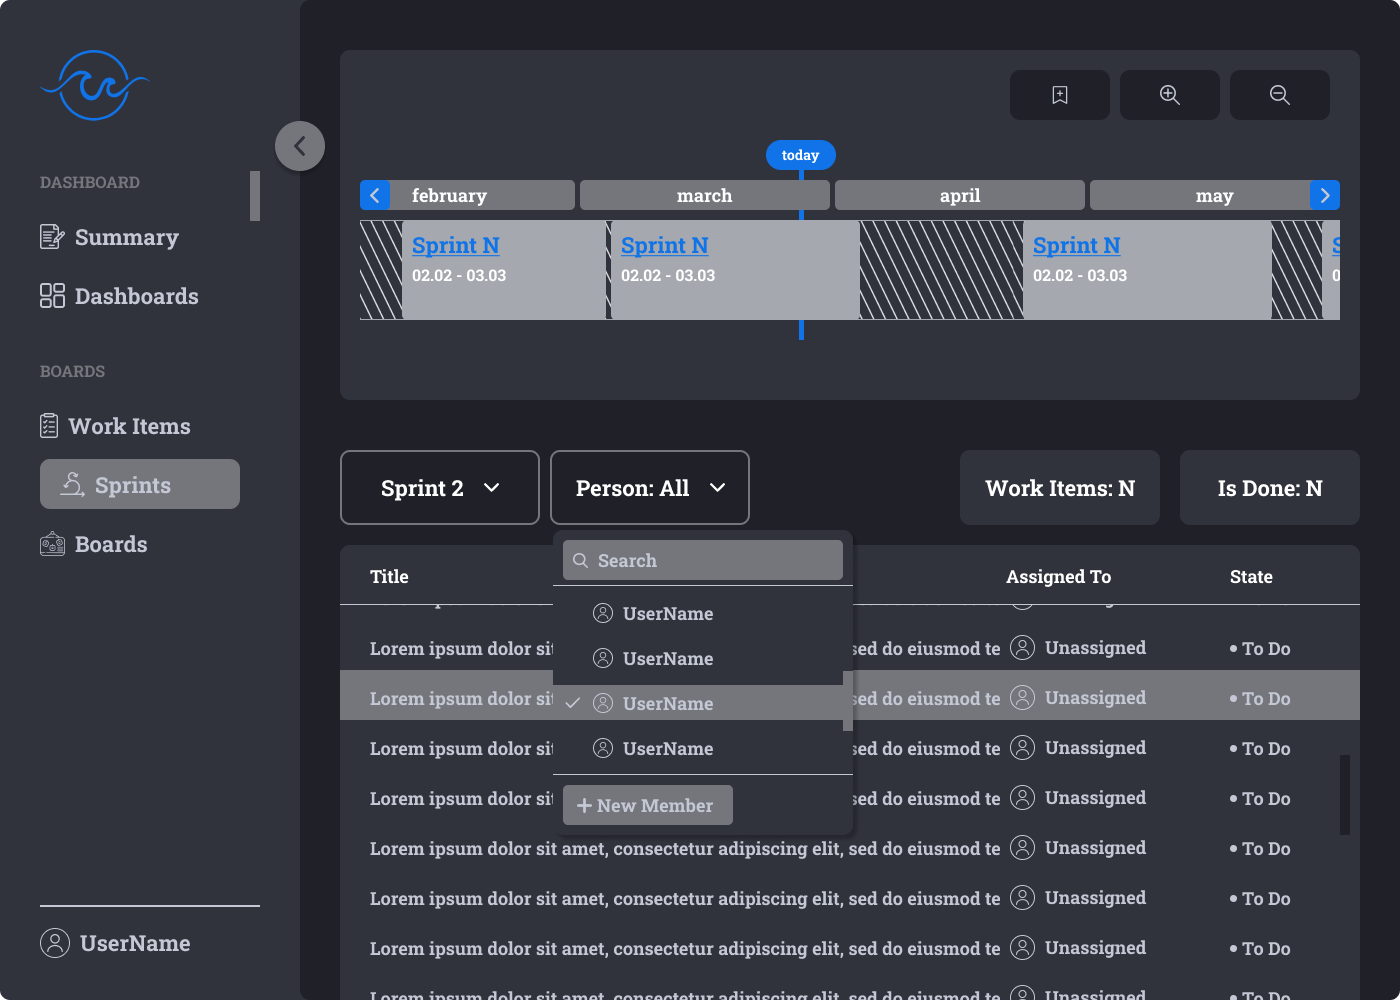 DASHBOARD
Summary
Dashboards
BOARDS
Work Items
Sprints
Boards
UserName
today
february
march
april
may
Sprint N
02.02 - 03.03
Sprint N
02.02 - 03.03
Sprint N
02.02 - 03.03
Sprint 2
Person: All
Work Items: N
Is Done: N
Search
UserName
UserName
UserName
UserName
New Member
Title Assigned To State
Lorem ipsum dolor sit sed do eiusmod te Unassigned • To Do
Lorem ipsum dolor sit sed do eiusmod te Unassigned • To Do
Lorem ipsum dolor sit sed do eiusmod te Unassigned • To Do
Lorem ipsum dolor sit sed do eiusmod te Unassigned • To Do
Lorem ipsum dolor sit amet, consectetur adipiscing elit, sed do eiusmod te Unassigned • To Do
Lorem ipsum dolor sit amet, consectetur adipiscing elit, sed do eiusmod te Unassigned • To Do
Lorem ipsum dolor sit amet, consectetur adipiscing elit, sed do eiusmod te Unassigned • To Do
Lorem ipsum dolor sit amet, consectetur adipiscing elit, sed do eiusmod te Unassigned • To Do